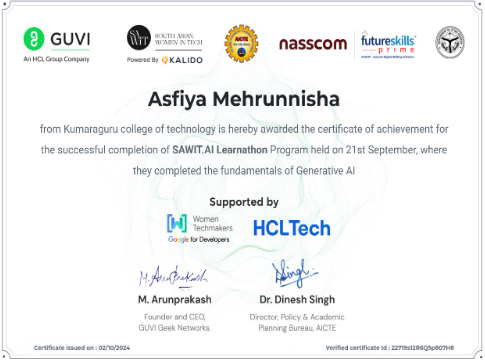 GUVI
An HCL Group Company
SAWIT
SOUTH ASIAN
WOMEN IN TECH
Powered By KALIDO
AICTE
nasscom
futureskills
prime
Asfiya Mehrunnisha
from Kumaraguru college of technology is hereby awarded the certificate of achievement for
the successful completion of SAWIT.AI Learnathon Program held on 21st September, where
they completed the fundamentals of Generative AI
Supported by
Women
Techmakers
Google for Developers
HCLTech
M. Arunprakash
Singh
M. Arunprakash
Dr. Dinesh Singh
Founder and CEO,
GUVI Geek Networks.
Director, Policy & Academic
Planning Bureau, AICTE
Certificate issued on : 02/10/2024
Verified certificate Id : 227I9s12R6Q5p807H8